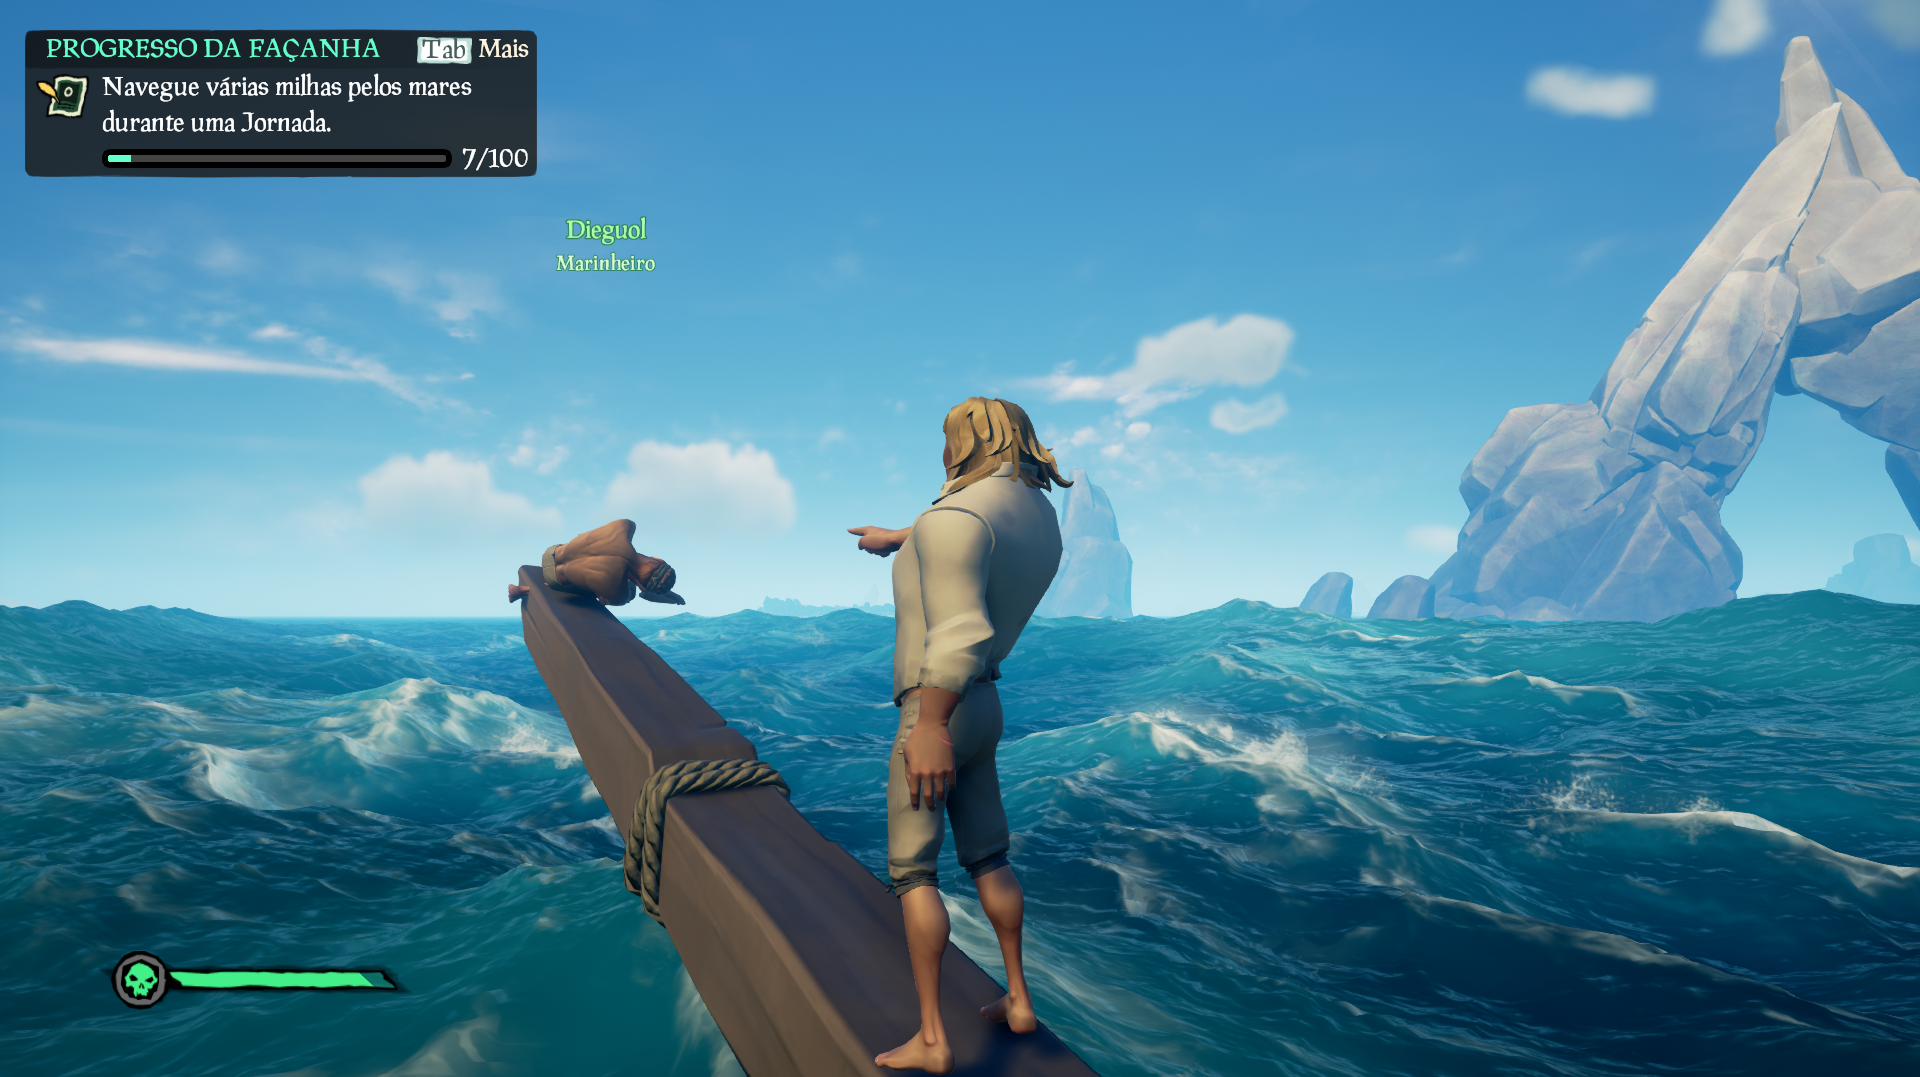 PROGRESSO DA FAÇANHA Tab Mais
Navegue várias milhas pelos mares
durante uma Jornada.
7/100
Dieguol
Marinheiro